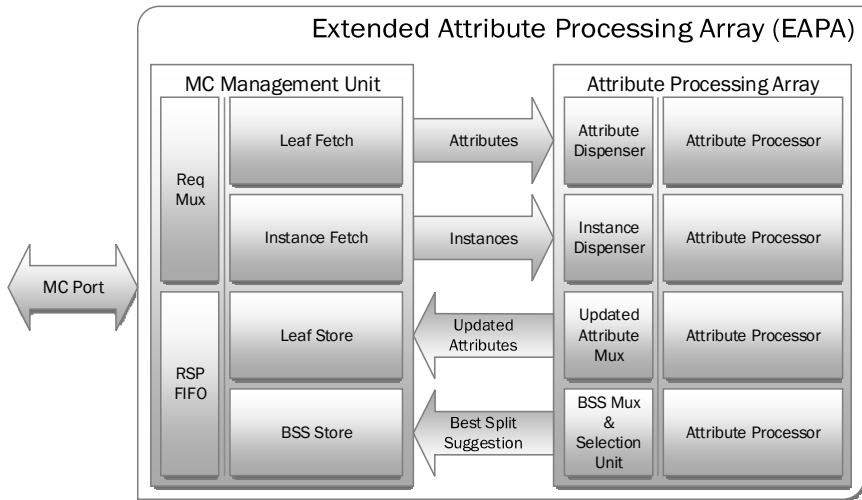 Extended Attribute Processing Array (EAPA)
MC Management Unit
Req
Mux
Leaf Fetch
Instance Fetch
RSP
FIFO
Leaf Store
BSS Store
MC Port
Attributes
Instances
Updated
Attributes
Best Split
Suggestion
Attribute Processing Array
Attribute
Dispenser
Attribute Processor
Instance
Dispenser
Attribute Processor
Updated
Attribute
Mux
Attribute Processor
BSS Mux
&
Selection
Unit
Attribute Processor